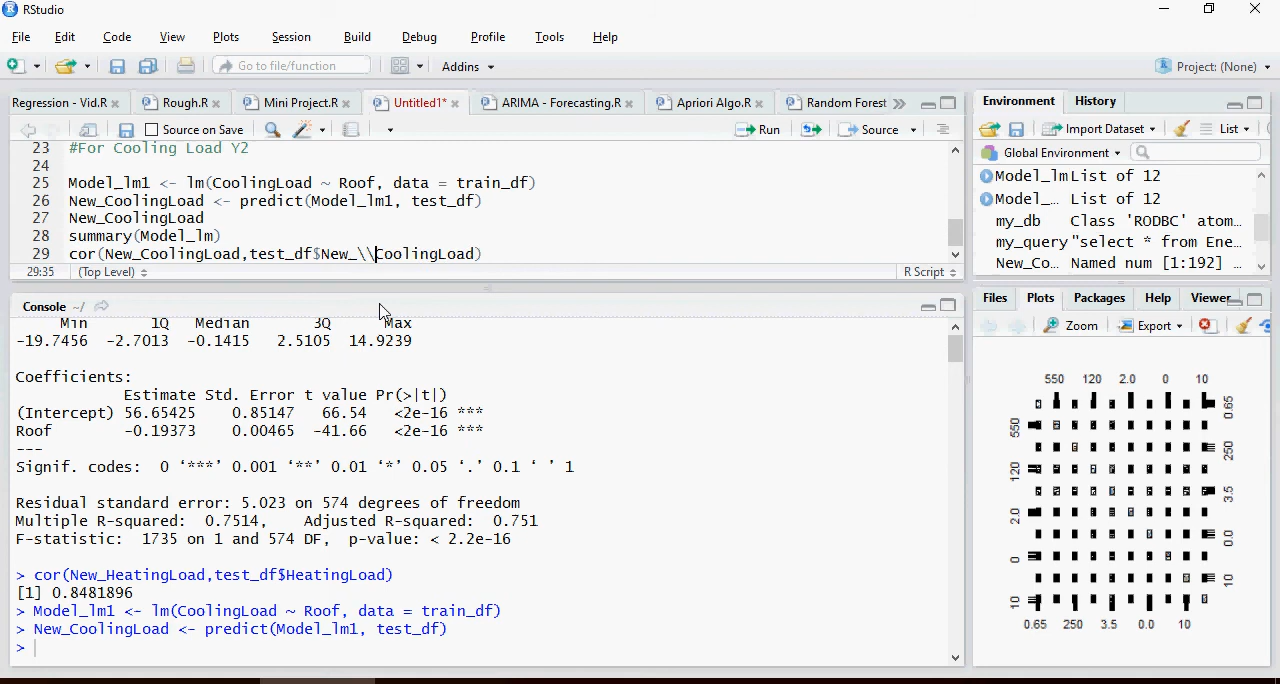 RStudio
File Edit Code View Plots Session Build Debug Profile Tools Help
Go to file/function Addins Project: (None)
Regression - Vid.R Rough.R Mini Project.R Untitled1* ARIMA - Forecasting.R Apriori Algo.R Random Forest
Source on Save Run Source
23 #For Cooling Load Y2
24
25 Model_lm1 <- lm(CoolingLoad ~ Roof, data = train_df)
26 New_CoolingLoad <- predict(Model_lm1, test_df)
27 New_CoolingLoad
28 summary(Model_lm)
29 cor(New_CoolingLoad,test_df$New_\\CoolingLoad)
29:35 (Top Level) R Script
Console ~/
Min 1Q Median 3Q Max
-19.7456 -2.7013 -0.1415 2.5105 14.9239
Coefficients:
Estimate Std. Error t value Pr(>|t|)
(Intercept) 56.65425 0.85147 66.54 <2e-16 ***
Roof -0.19373 0.00465 -41.66 <2e-16 ***
---
Signif. codes: 0 ‘***’ 0.001 ‘**’ 0.01 ‘*’ 0.05 ‘.’ 0.1 ‘ ’ 1
Residual standard error: 5.023 on 574 degrees of freedom
Multiple R-squared: 0.7514, Adjusted R-squared: 0.751
F-statistic: 1735 on 1 and 574 DF, p-value: < 2.2e-16
> cor(New_HeatingLoad,test_df$HeatingLoad)
[1] 0.8481896
> Model_lm1 <- lm(CoolingLoad ~ Roof, data = train_df)
> New_CoolingLoad <- predict(Model_lm1, test_df)
>
Environment History
Import Dataset List
Global Environment
Model_lm List of 12
Model_… List of 12
my_db Class 'RODBC' atom…
my_query "select * from Ene…
New_Co… Named num [1:192] …
Files Plots Packages Help Viewer
Zoom Export
550 120 2.0 0 10
0.65
550
250
120
3.5
2.0
0.0
0
10
10
0.65 250 3.5 0.0 10